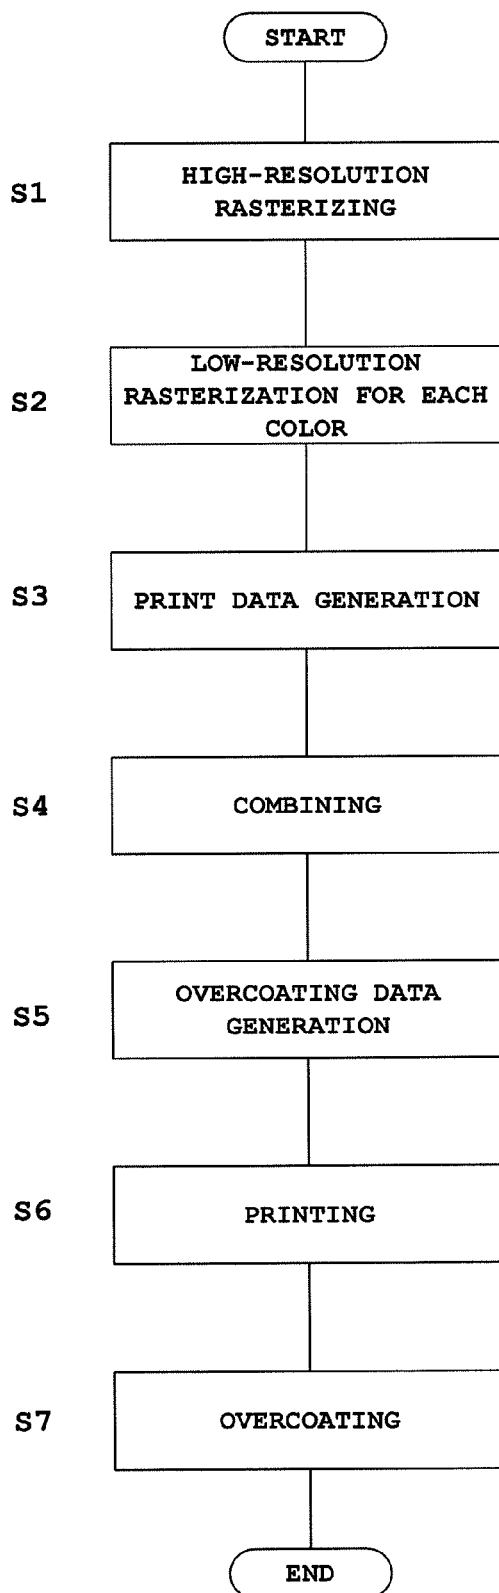 START
S1
HIGH-RESOLUTION
RASTERIZING
S2
LOW-RESOLUTION
RASTERIZATION FOR EACH
COLOR
S3
PRINT DATA GENERATION
S4
COMBINING
S5
OVERCOATING DATA
GENERATION
S6
PRINTING
S7
OVERCOATING
END